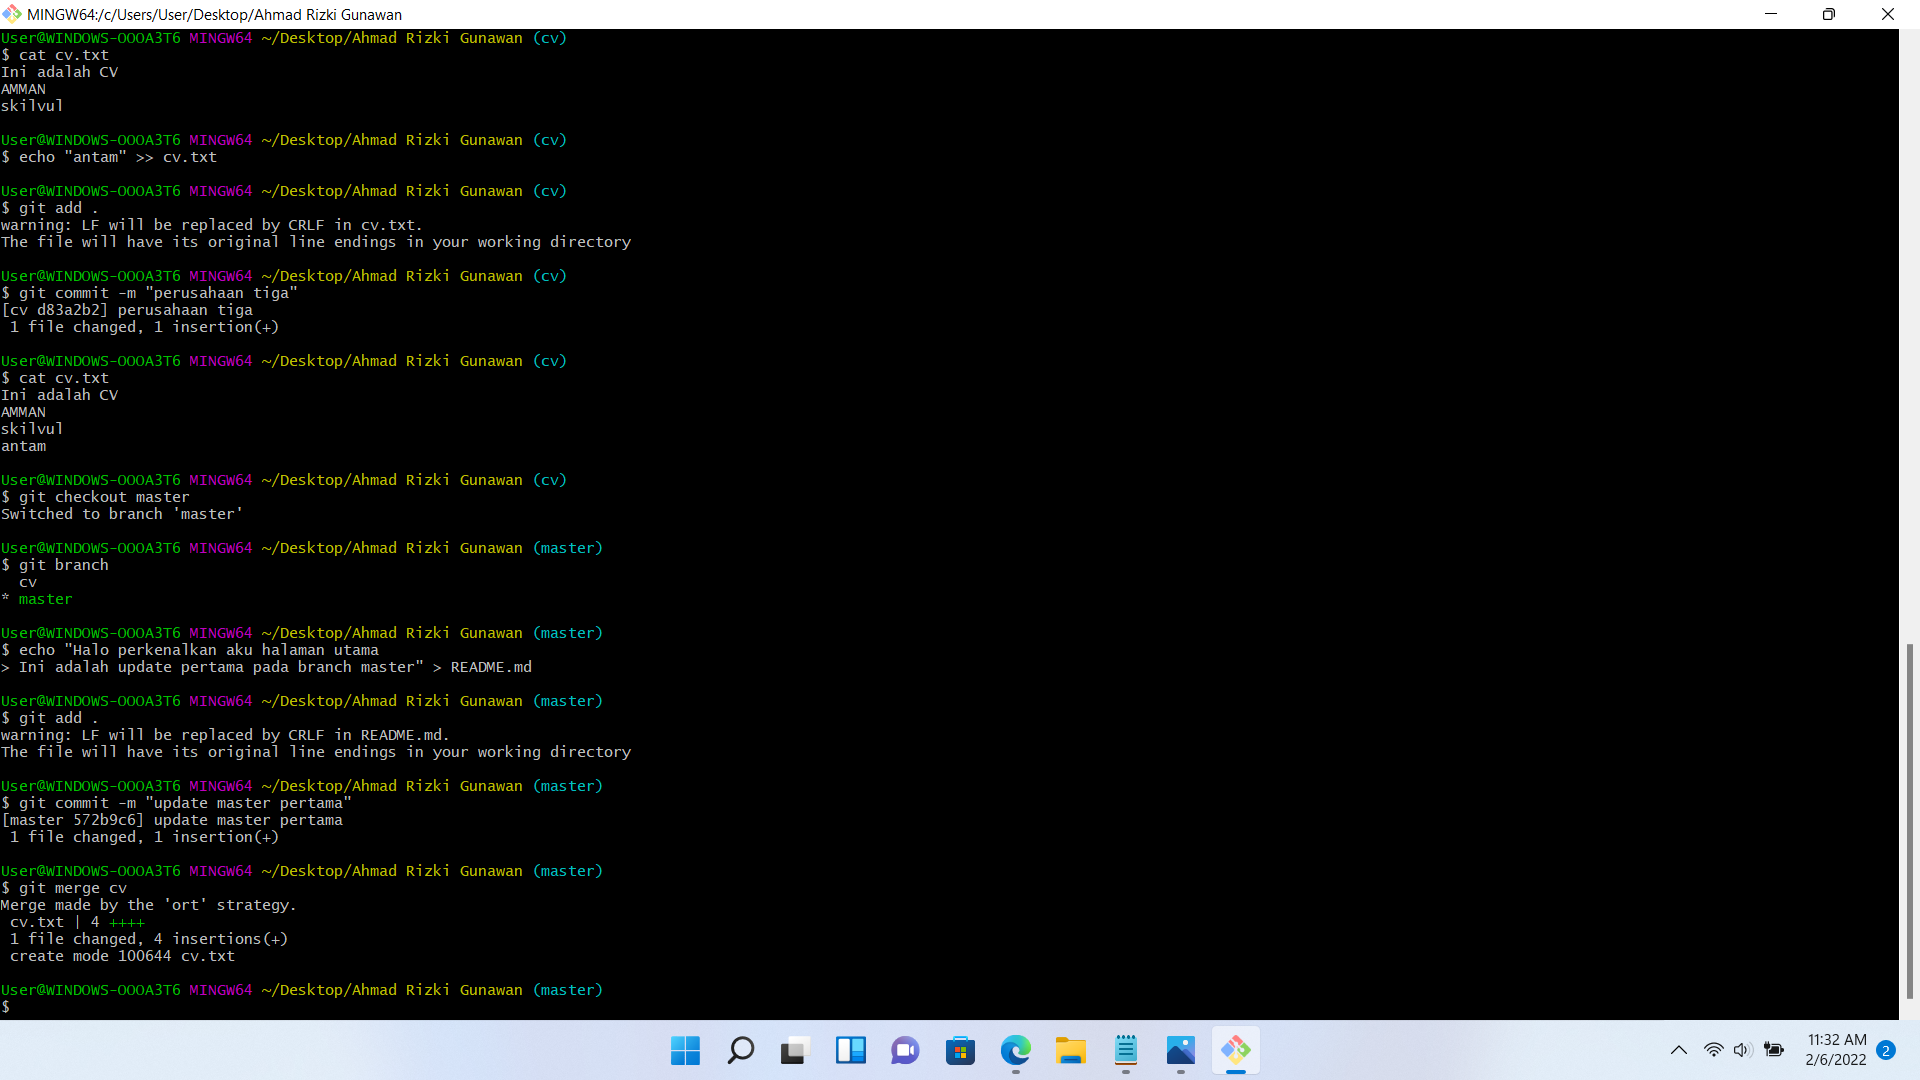 MINGW64:/c/Users/User/Desktop/Ahmad Rizki Gunawan
User@WINDOWS-OOOA3T6 MINGW64 ~/Desktop/Ahmad Rizki Gunawan (cv)
$ cat cv.txt
Ini adalah CV
AMMAN
skilvul
User@WINDOWS-OOOA3T6 MINGW64 ~/Desktop/Ahmad Rizki Gunawan (cv)
$ echo "antam" >> cv.txt
User@WINDOWS-OOOA3T6 MINGW64 ~/Desktop/Ahmad Rizki Gunawan (cv)
$ git add .
warning: LF will be replaced by CRLF in cv.txt.
The file will have its original line endings in your working directory
User@WINDOWS-OOOA3T6 MINGW64 ~/Desktop/Ahmad Rizki Gunawan (cv)
$ git commit -m "perusahaan tiga"
[cv d83a2b2] perusahaan tiga
 1 file changed, 1 insertion(+)
User@WINDOWS-OOOA3T6 MINGW64 ~/Desktop/Ahmad Rizki Gunawan (cv)
$ cat cv.txt
Ini adalah CV
AMMAN
skilvul
antam
User@WINDOWS-OOOA3T6 MINGW64 ~/Desktop/Ahmad Rizki Gunawan (cv)
$ git checkout master
Switched to branch 'master'
User@WINDOWS-OOOA3T6 MINGW64 ~/Desktop/Ahmad Rizki Gunawan (master)
$ git branch
  cv
* master
User@WINDOWS-OOOA3T6 MINGW64 ~/Desktop/Ahmad Rizki Gunawan (master)
$ echo "Halo perkenalkan aku halaman utama
> Ini adalah update pertama pada branch master" > README.md
User@WINDOWS-OOOA3T6 MINGW64 ~/Desktop/Ahmad Rizki Gunawan (master)
$ git add .
warning: LF will be replaced by CRLF in README.md.
The file will have its original line endings in your working directory
User@WINDOWS-OOOA3T6 MINGW64 ~/Desktop/Ahmad Rizki Gunawan (master)
$ git commit -m "update master pertama"
[master 572b9c6] update master pertama
 1 file changed, 1 insertion(+)
User@WINDOWS-OOOA3T6 MINGW64 ~/Desktop/Ahmad Rizki Gunawan (master)
$ git merge cv
Merge made by the 'ort' strategy.
 cv.txt | 4 ++++
 1 file changed, 4 insertions(+)
 create mode 100644 cv.txt
User@WINDOWS-OOOA3T6 MINGW64 ~/Desktop/Ahmad Rizki Gunawan (master)
$
11:32 AM
2/6/2022
2